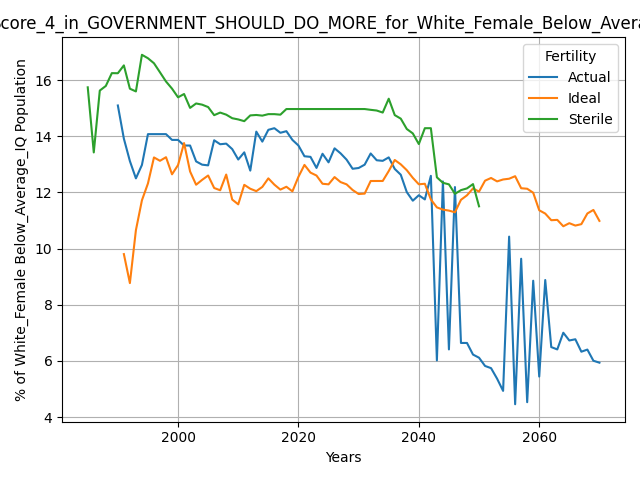 core_4_in_GOVERNMENT_SHOULD_DO_MORE_for_White_Female_Below_Avera
% of White_Female Below_Average_IQ Population
16
14
12
10
8
6
4
Fertility
Actual
Ideal
Sterile
2000
2020
2040
2060
Years